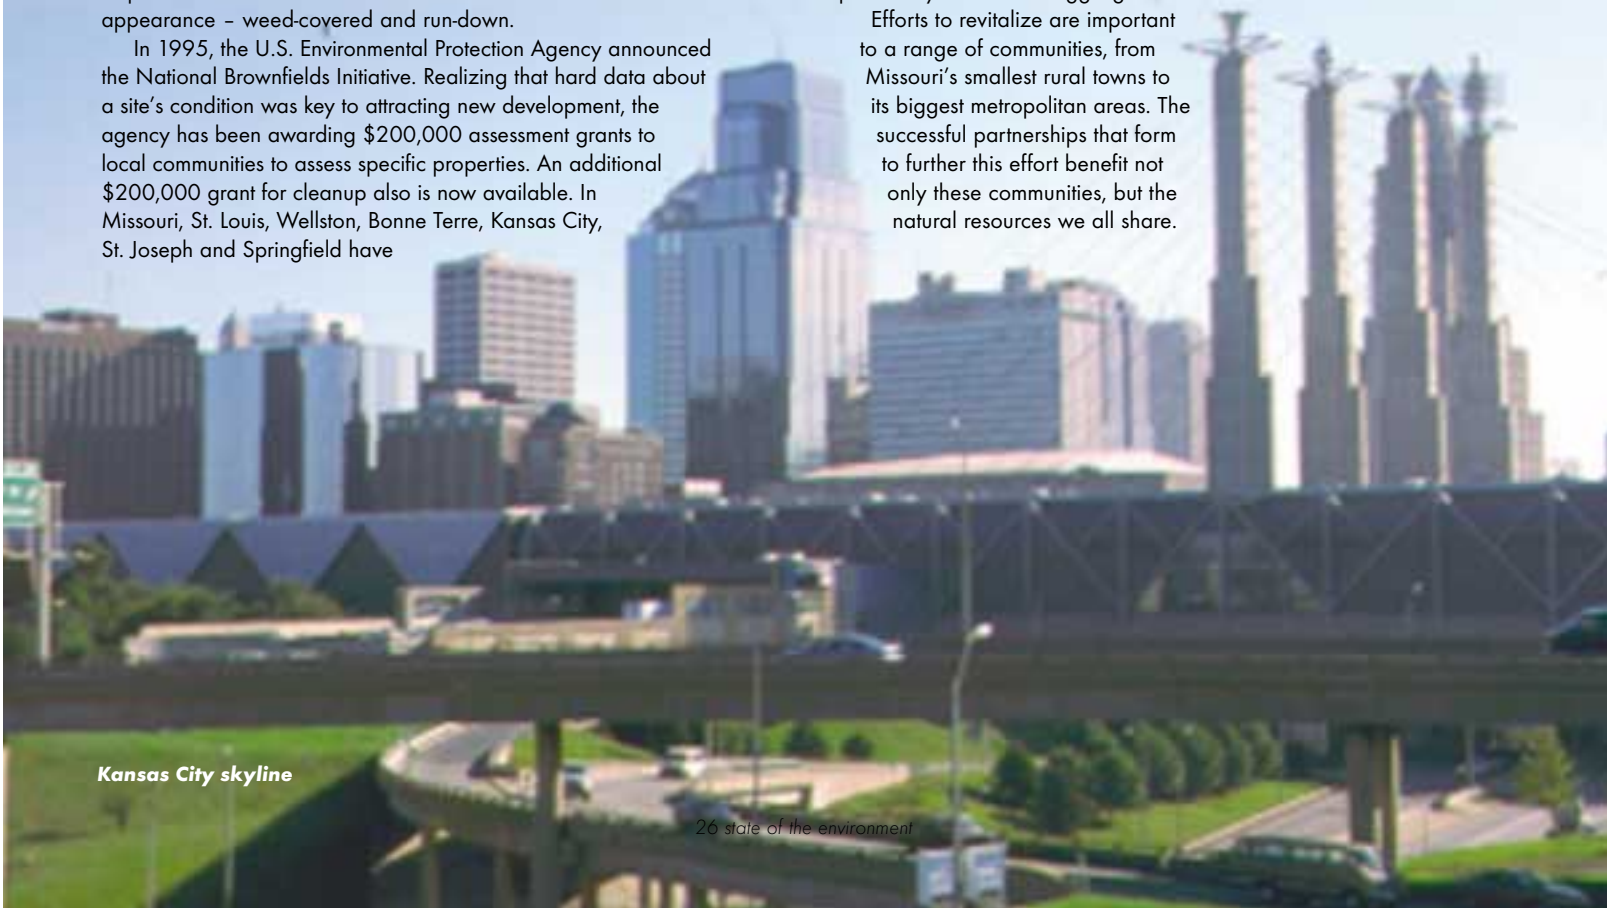 appearance – weed-covered and run-down.
In 1995, the U.S. Environmental Protection Agency announced
the National Brownfields Initiative. Realizing that hard data about
a site's condition was key to attracting new development, the
agency has been awarding $200,000 assessment grants to
local communities to assess specific properties. An additional
$200,000 grant for cleanup also is now available. In
Missouri, St. Louis, Wellston, Bonne Terre, Kansas City,
St. Joseph and Springfield have
Efforts to revitalize are important
to a range of communities, from
Missouri's smallest rural towns to
its biggest metropolitan areas. The
successful partnerships that form
to further this effort benefit not
only these communities, but the
natural resources we all share.
Kansas City skyline
26 state of the environment